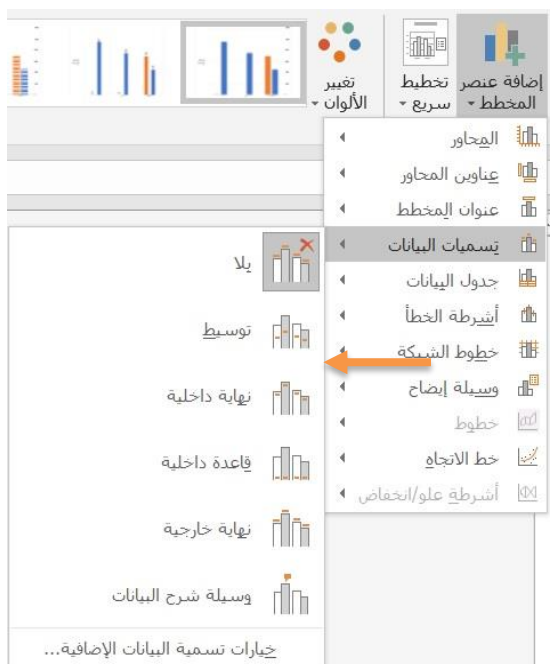 إضافة عنصر المخطط
تخطيط سريع
تغيير الألوان
المحاور
عناوين المحاور
عنوان المخطط
تسميات البيانات
جدول البيانات
أشرطة الخطأ
خطوط الشبكة
وسيلة إيضاح
خطوط
خط الاتجاه
أشرطة علو/انخفاض
بلا
توسيط
نهاية داخلية
قاعدة داخلية
نهاية خارجية
وسيلة شرح البيانات
خيارات تسمية البيانات الإضافية...